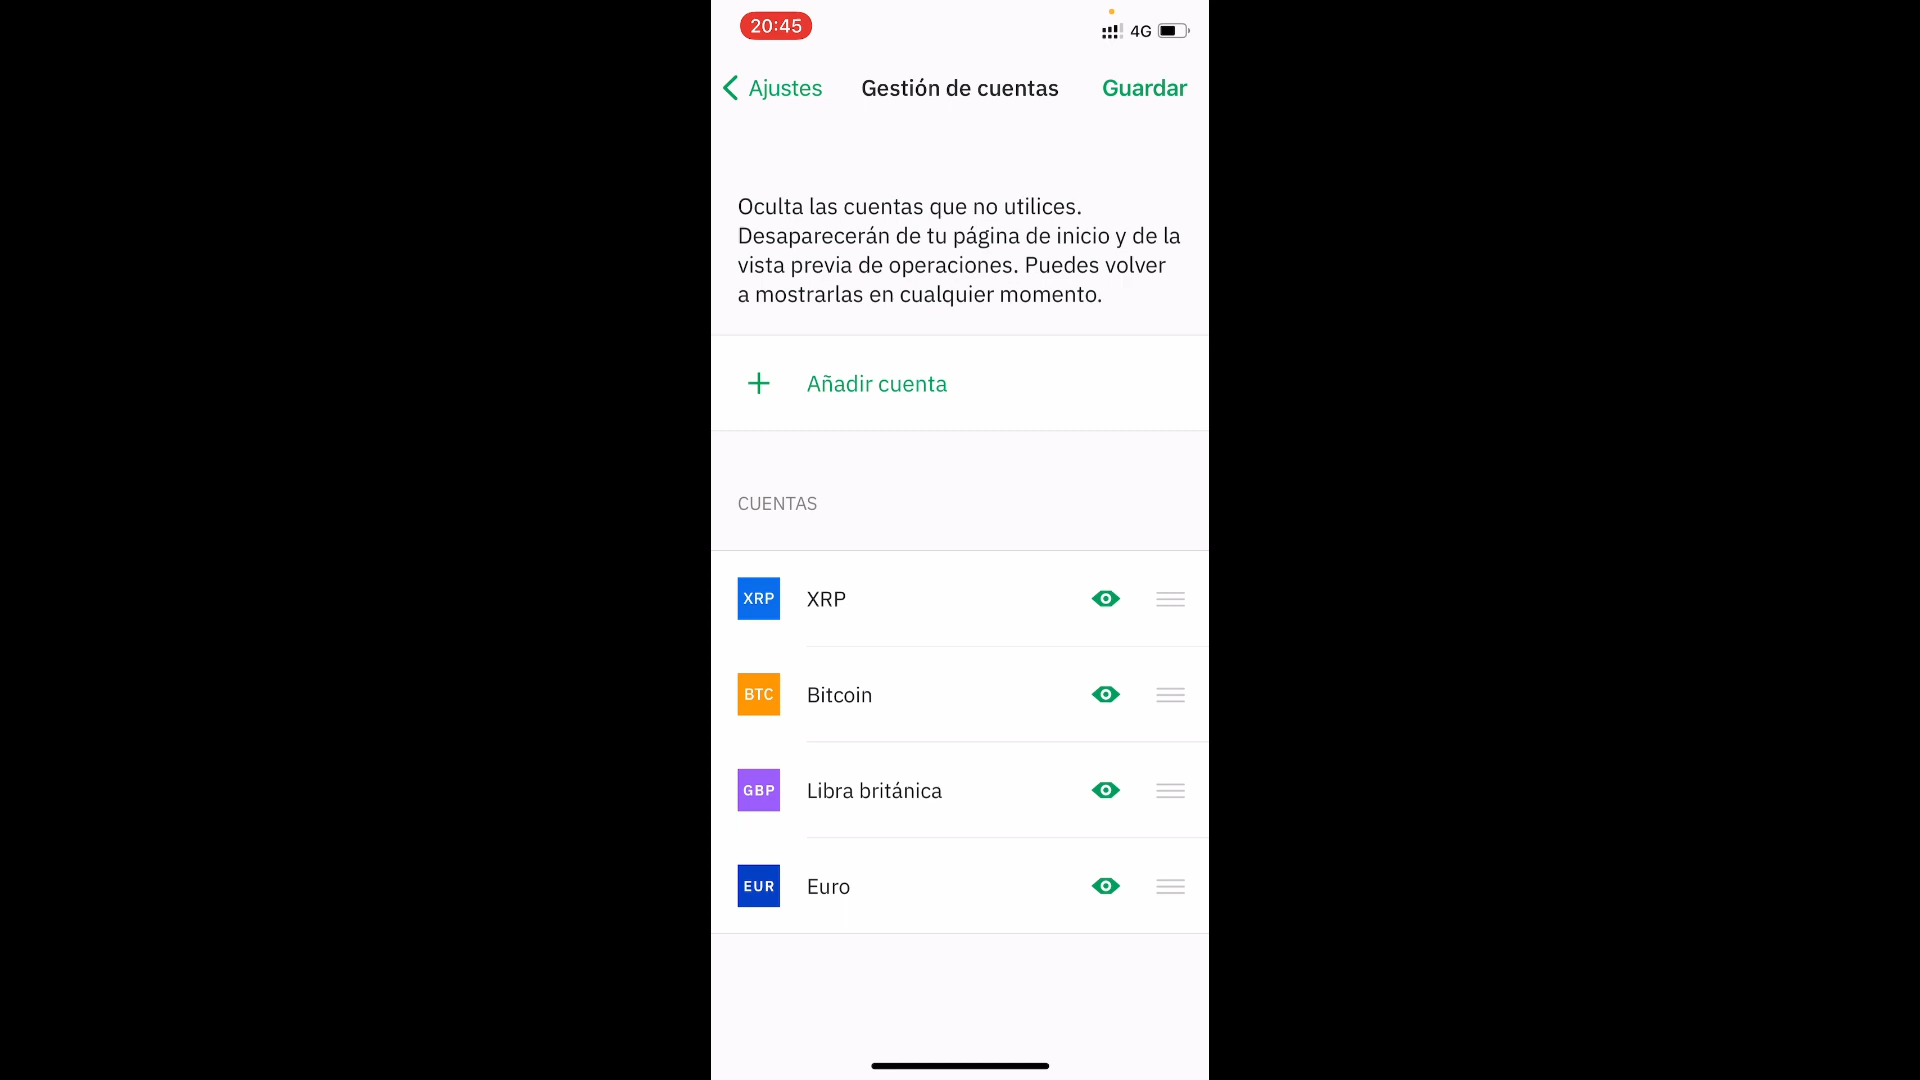 20:45
4G
Ajustes
Gestión de cuentas
Guardar
Oculta las cuentas que no utilices.
Desaparecerán de tu página de inicio y de la
vista previa de operaciones. Puedes volver
a mostrarlas en cualquier momento.
Añadir cuenta
CUENTAS
XRP XRP
BTC Bitcoin
GBP Libra británica
EUR Euro